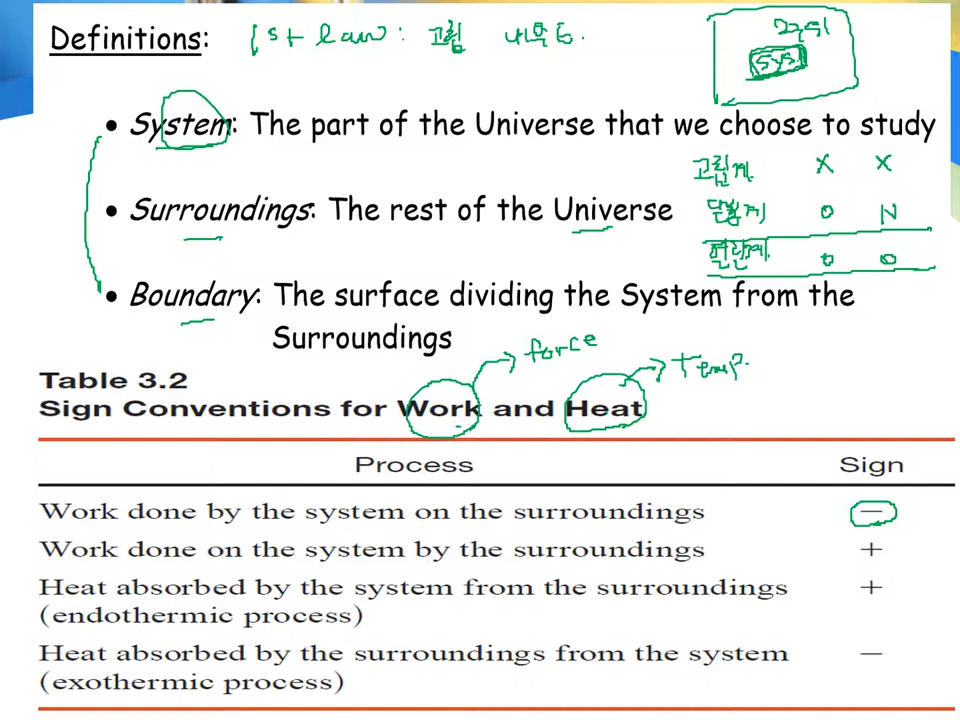 Definitions: 1st law: 고립 내부 E.
Sys.
• System: The part of the Universe that we choose to study
고립계 X X
• Surroundings: The rest of the Universe
닫힌계 O N
열린계 O O
• Boundary: The surface dividing the System from the
Surroundings
force
Temp.
Table 3.2
Sign Conventions for Work and Heat
Process Sign
Work done by the system on the surroundings −
Work done on the system by the surroundings +
Heat absorbed by the system from the surroundings +
(endothermic process)
Heat absorbed by the surroundings from the system −
(exothermic process)